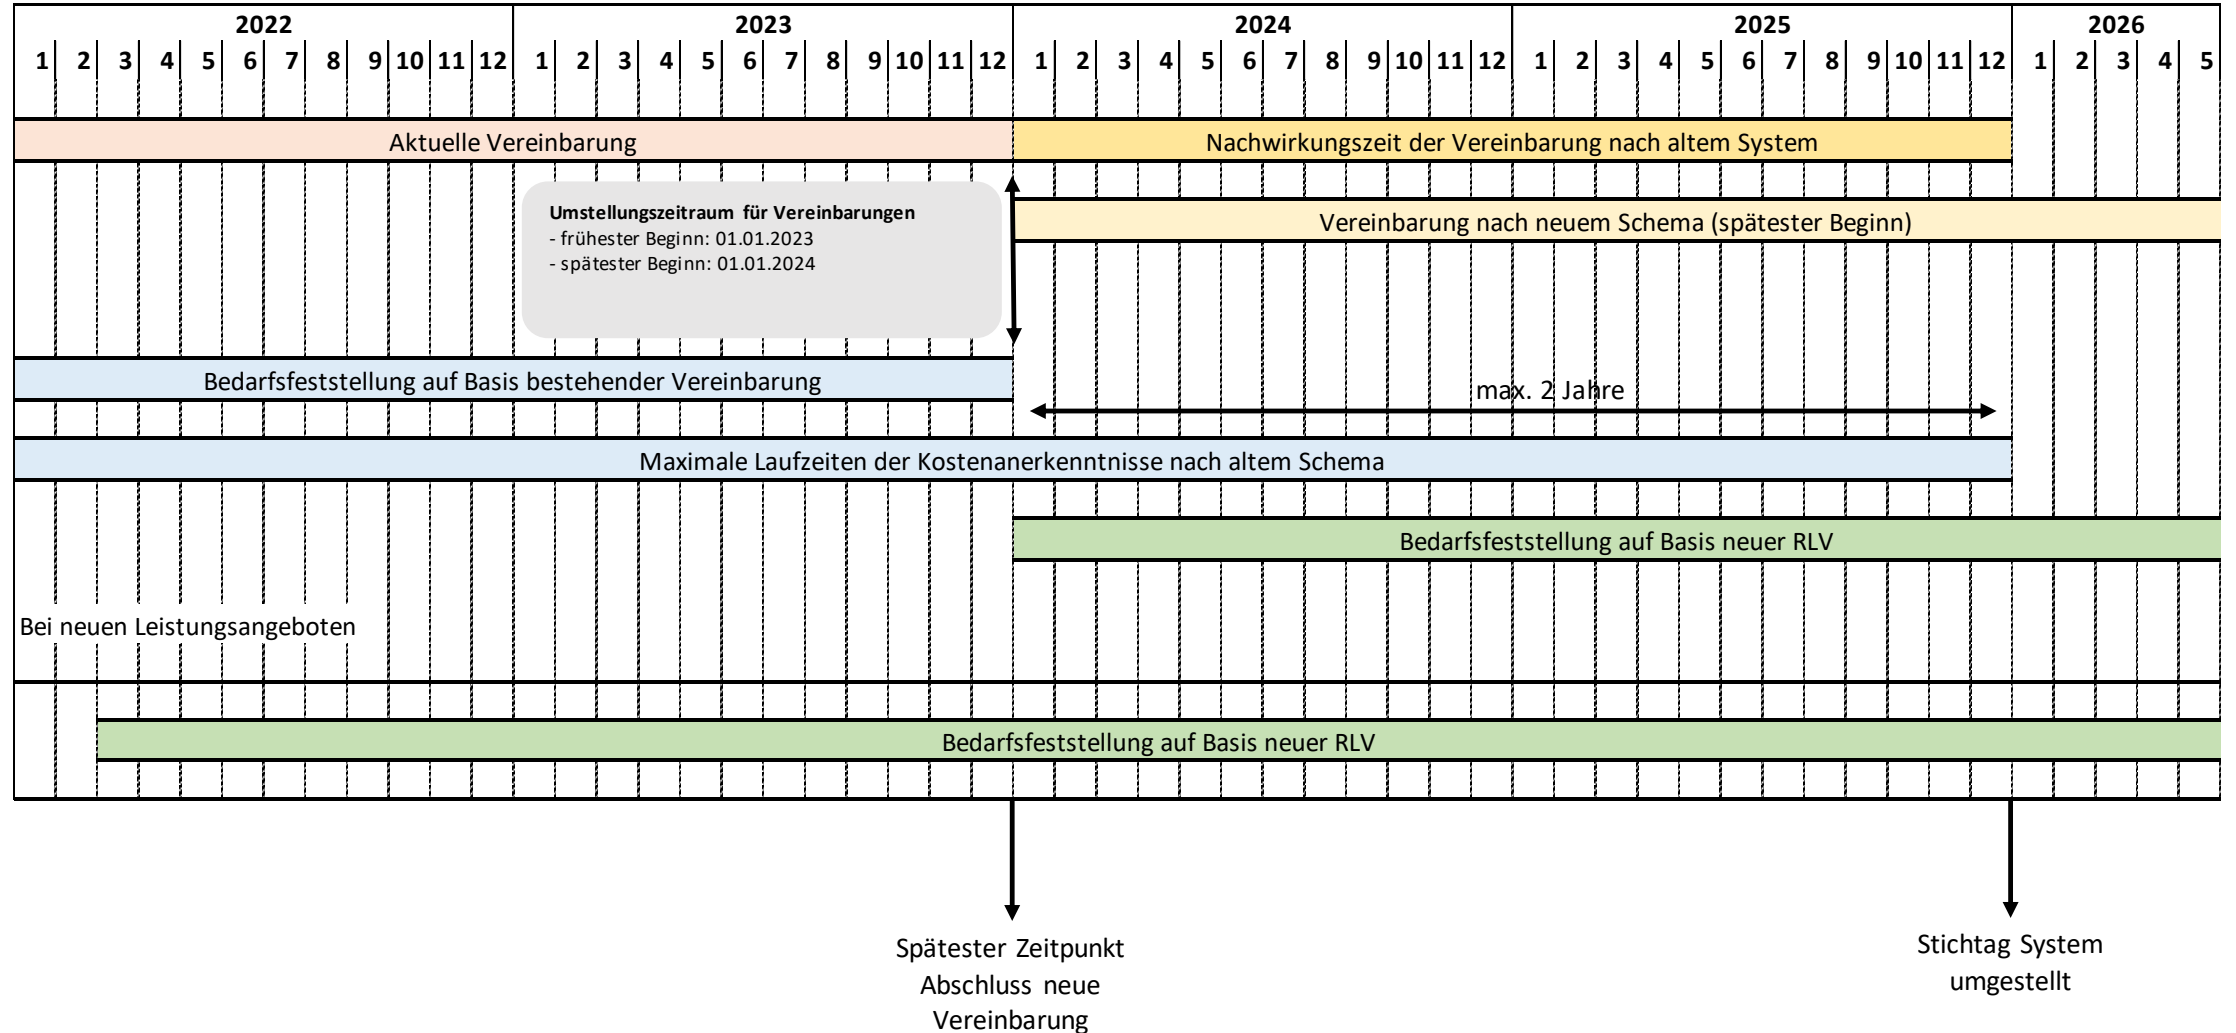 2022 2023 2024 2025 2026
1 2 3 4 5 6 7 8 9 10 11 12 1 2 3 4 5 6 7 8 9 10 11 12 1 2 3 4 5 6 7 8 9 10 11 12 1 2 3 4 5 6 7 8 9 10 11 12 1 2 3 4 5
Aktuelle Vereinbarung Nachwirkungszeit der Vereinbarung nach altem System
Umstellungszeitraum für Vereinbarungen
- frühester Beginn: 01.01.2023
- spätester Beginn: 01.01.2024
Vereinbarung nach neuem Schema (spätester Beginn)
Bedarfsfeststellung auf Basis bestehender Vereinbarung
max. 2 Jahre
Maximale Laufzeiten der Kostenanerkenntnisse nach altem Schema
Bedarfsfeststellung auf Basis neuer RLV
Bei neuen Leistungsangeboten
Bedarfsfeststellung auf Basis neuer RLV
Spätester Zeitpunkt
Abschluss neue
Vereinbarung
Stichtag System
umgestellt